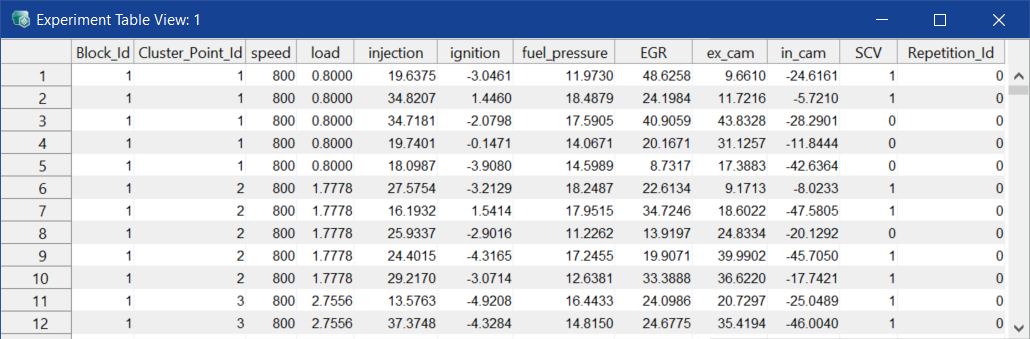 Experiment Table View: 1
Block_Id Cluster_Point_Id speed load injection ignition fuel_pressure EGR ex_cam in_cam SCV Repetition_Id
1 1 1 800 0.8000 19.6375 -3.0461 11.9730 48.6258 9.6610 -24.6161 1 0
2 1 1 800 0.8000 34.8207 1.4460 18.4879 24.1984 11.7216 -5.7210 1 0
3 1 1 800 0.8000 34.7181 -2.0798 17.5905 40.9059 43.8328 -28.2901 0 0
4 1 1 800 0.8000 19.7401 -0.1471 14.0671 20.1671 31.1257 -11.8444 0 0
5 1 1 800 0.8000 18.0987 -3.9080 14.5989 8.7317 17.3883 -42.6364 0 0
6 1 2 800 1.7778 27.5754 -3.2129 18.2487 22.6134 9.1713 -8.0233 1 0
7 1 2 800 1.7778 16.1932 1.5414 17.9515 34.7246 18.6022 -47.5805 1 0
8 1 2 800 1.7778 25.9337 -2.9016 11.2262 13.9197 24.8334 -20.1292 0 0
9 1 2 800 1.7778 24.4015 -4.3165 17.2455 19.9071 39.9902 -45.7050 1 0
10 1 2 800 1.7778 29.2170 -3.0714 12.6381 33.3888 36.6220 -17.7421 1 0
11 1 3 800 2.7556 13.5763 -4.9208 16.4433 24.0986 20.7297 -25.0489 1 0
12 1 3 800 2.7556 37.3748 -4.3284 14.8150 24.6775 35.4194 -46.0040 1 0